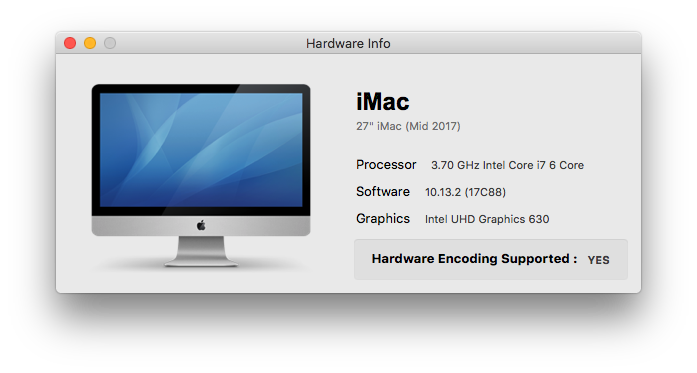 Hardware Info
iMac
27" iMac (Mid 2017)
Processor 3.70 GHz Intel Core i7 6 Core
Software 10.13.2 (17C88)
Graphics Intel UHD Graphics 630
Hardware Encoding Supported : YES